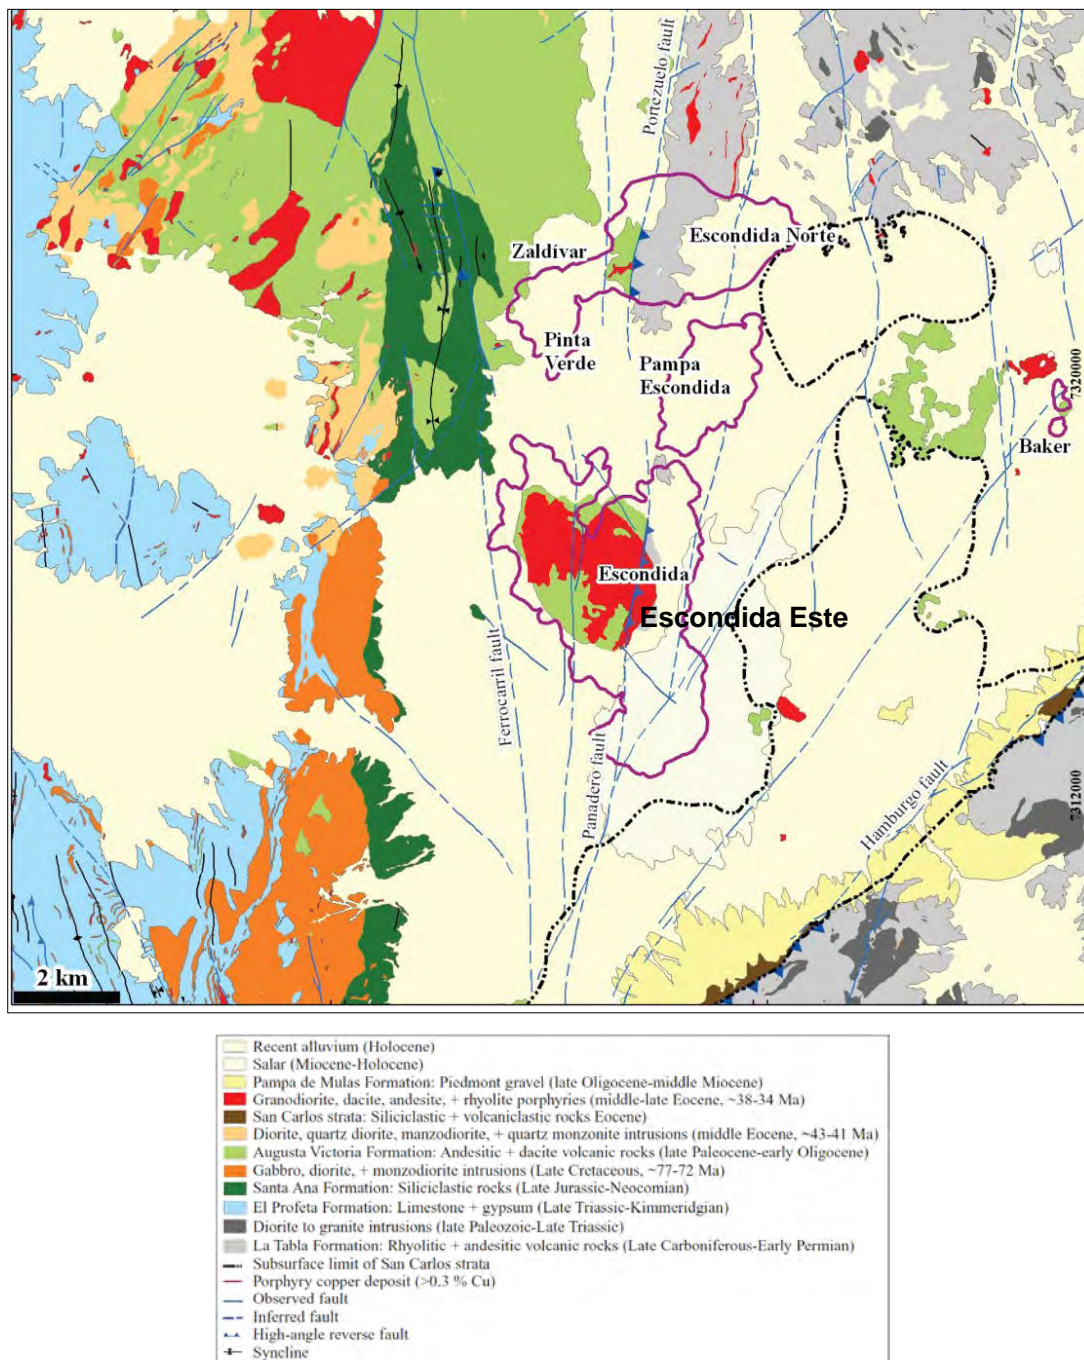 Portezuelo fault
Zaldívar
Escondida Norte
Pinta
Verde
Pampa
Escondida
7320000
Baker
Escondida
Escondida Este
Ferrocarril fault
Panadero fault
Hamburgo fault
7312000
2 km
Recent alluvium (Holocene)
Salar (Miocene-Holocene)
Pampa de Mulas Formation: Piedmont gravel (late Oligocene-middle Miocene)
Granodiorite, dacite, andesite, + rhyolite porphyries (middle-late Eocene, ~38-34 Ma)
San Carlos strata: Siliciclastic + volcaniclastic rocks Eocene)
Diorite, quartz diorite, manzodiorite, + quartz monzonite intrusions (middle Eocene, ~43-41 Ma)
Augusta Victoria Formation: Andesitic + dacite volcanic rocks (late Paleocene-early Oligocene)
Gabbro, diorite, + monzodiorite intrusions (Late Cretaceous, ~77-72 Ma)
Santa Ana Formation: Siliciclastic rocks (Late Jurassic-Neocomian)
El Profeta Formation: Limestone + gypsum (Late Triassic-Kimmeridgian)
Diorite to granite intrusions (late Paleozoic-Late Triassic)
La Tabla Formation: Rhyolitic + andesitic volcanic rocks (Late Carboniferous-Early Permian)
Subsurface limit of San Carlos strata
Porphyry copper deposit (>0.3 % Cu)
Observed fault
Inferred fault
High-angle reverse fault
Syncline